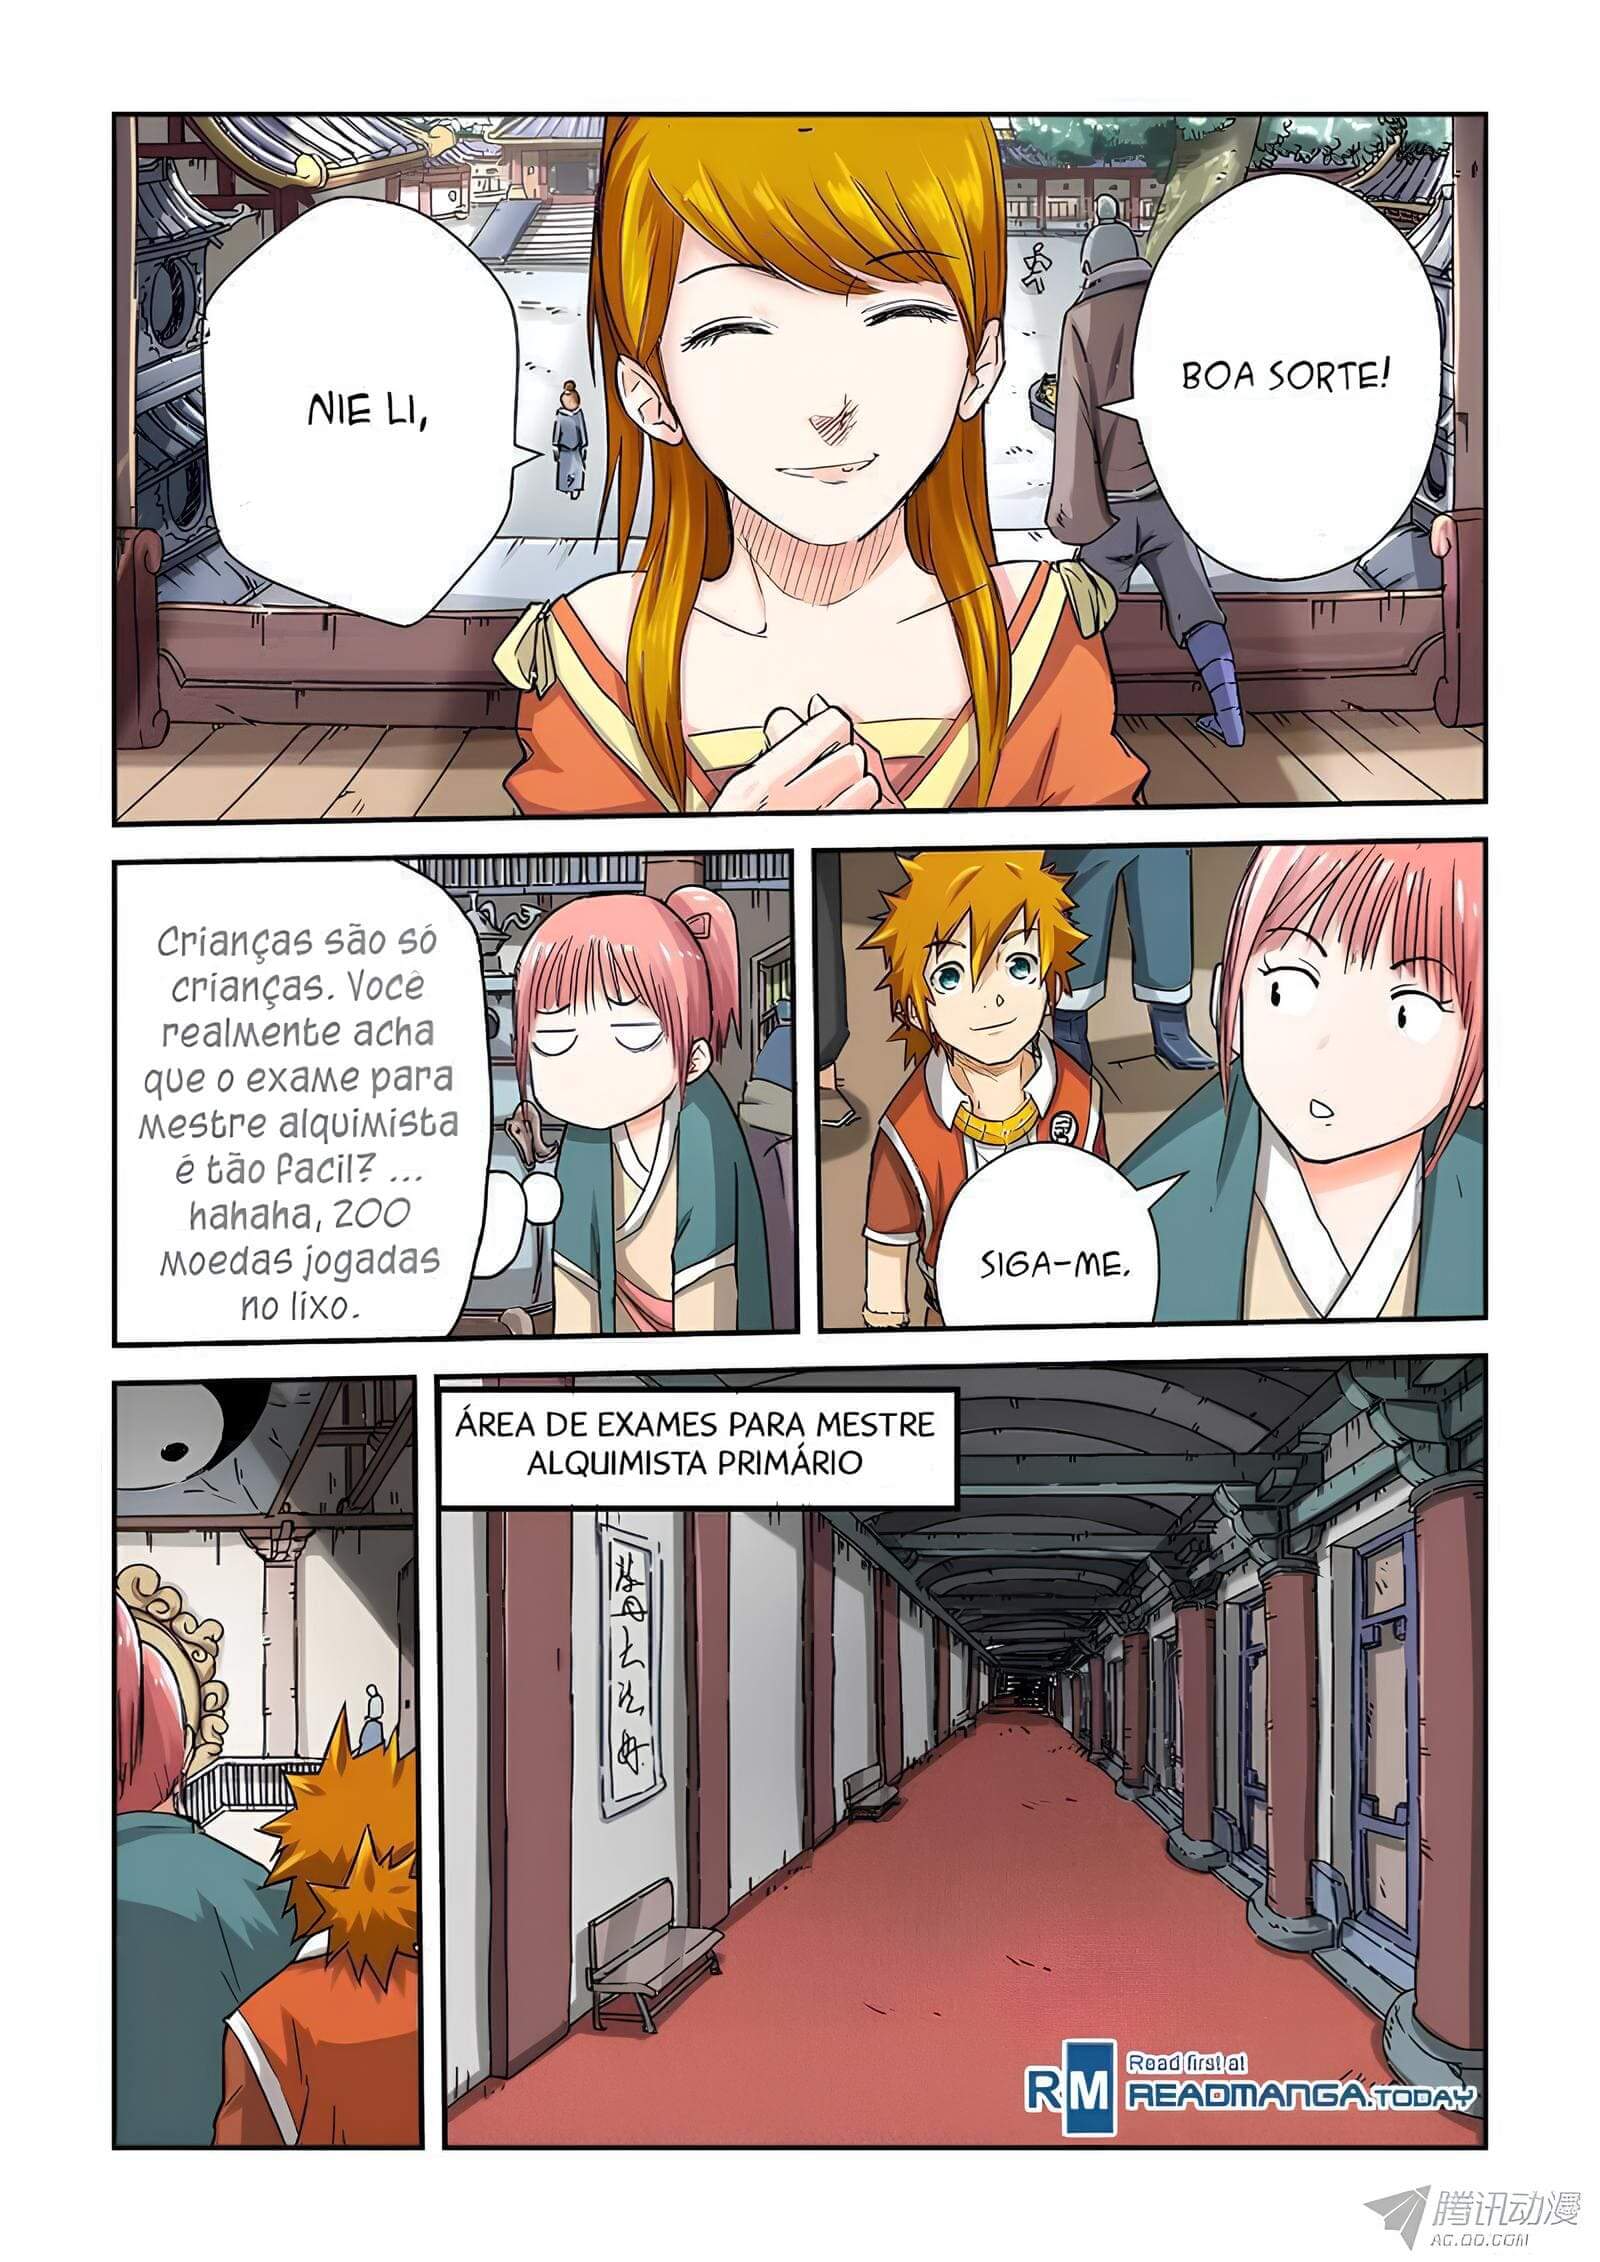 NIE LI,
BOA SORTE!
Crianças são só
crianças. Você
realmente acha
que o exame para
mestre alquimista
é tão facil? ...
hahaha, 200
moedas jogadas
no lixo.
SIGA-ME.
ÁREA DE EXAMES PARA MESTRE
ALQUIMISTA PRIMÁRIO
RM
Read first at
READMANGA.TODAY
腾讯动漫
AC.QQ.COM